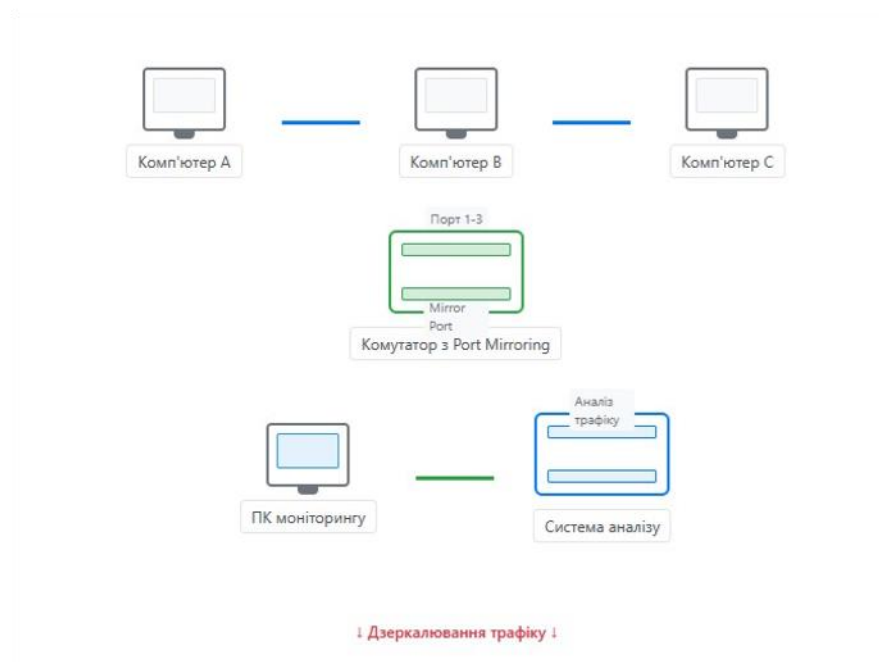 Комп'ютер A
Комп'ютер B
Комп'ютер C
Порт 1-3
Mirror
Port
Комутатор з Port Mirroring
Аналіз
трафіку
ПК моніторингу
Система аналізу
↓ Дзеркалювання трафіку ↓